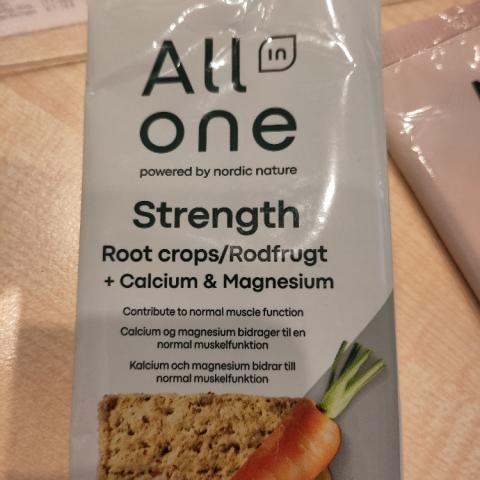 All in
one
powered by nordic nature
Strength
Root crops/Rodfrugt
+ Calcium & Magnesium
Contribute to normal muscle function
Calcium og magnesium bidrager til en
normal muskelfunktion
Kalcium och magnesium bidrar till
normal muskelfunktion